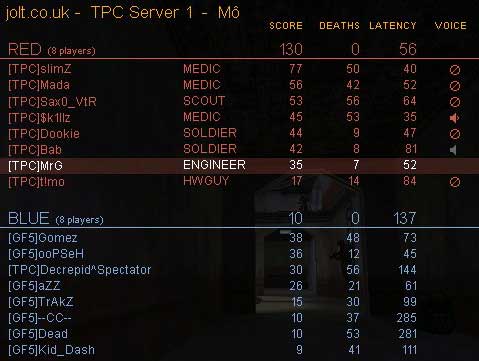 jolt.co.uk - TPC Server 1 - Mô
SCORE DEATHS LATENCY VOICE
RED (8 players) 130 0 56
[TPC]slimZ MEDIC 77 50 40
[TPC]Mada MEDIC 56 42 52
[TPC]Sax0_VtR SCOUT 53 56 64
[TPC]$k1llz MEDIC 45 53 35
[TPC]Dookie SOLDIER 44 9 47
[TPC]Bab SOLDIER 42 8 81
[TPC]MrG ENGINEER 35 7 52
[TPC]t!mo HWGUY 17 14 84
BLUE (8 players) 10 0 137
[GF5]Gomez 38 48 73
[GF5]ooPSeH 36 12 45
[TPC]Decrepid^Spectator 30 56 144
[GF5]aZZ 26 21 61
[GF5]TrAkZ 15 30 99
[GF5]--CC-- 10 37 285
[GF5]Dead 10 53 281
[GF5]Kid_Dash 9 41 111